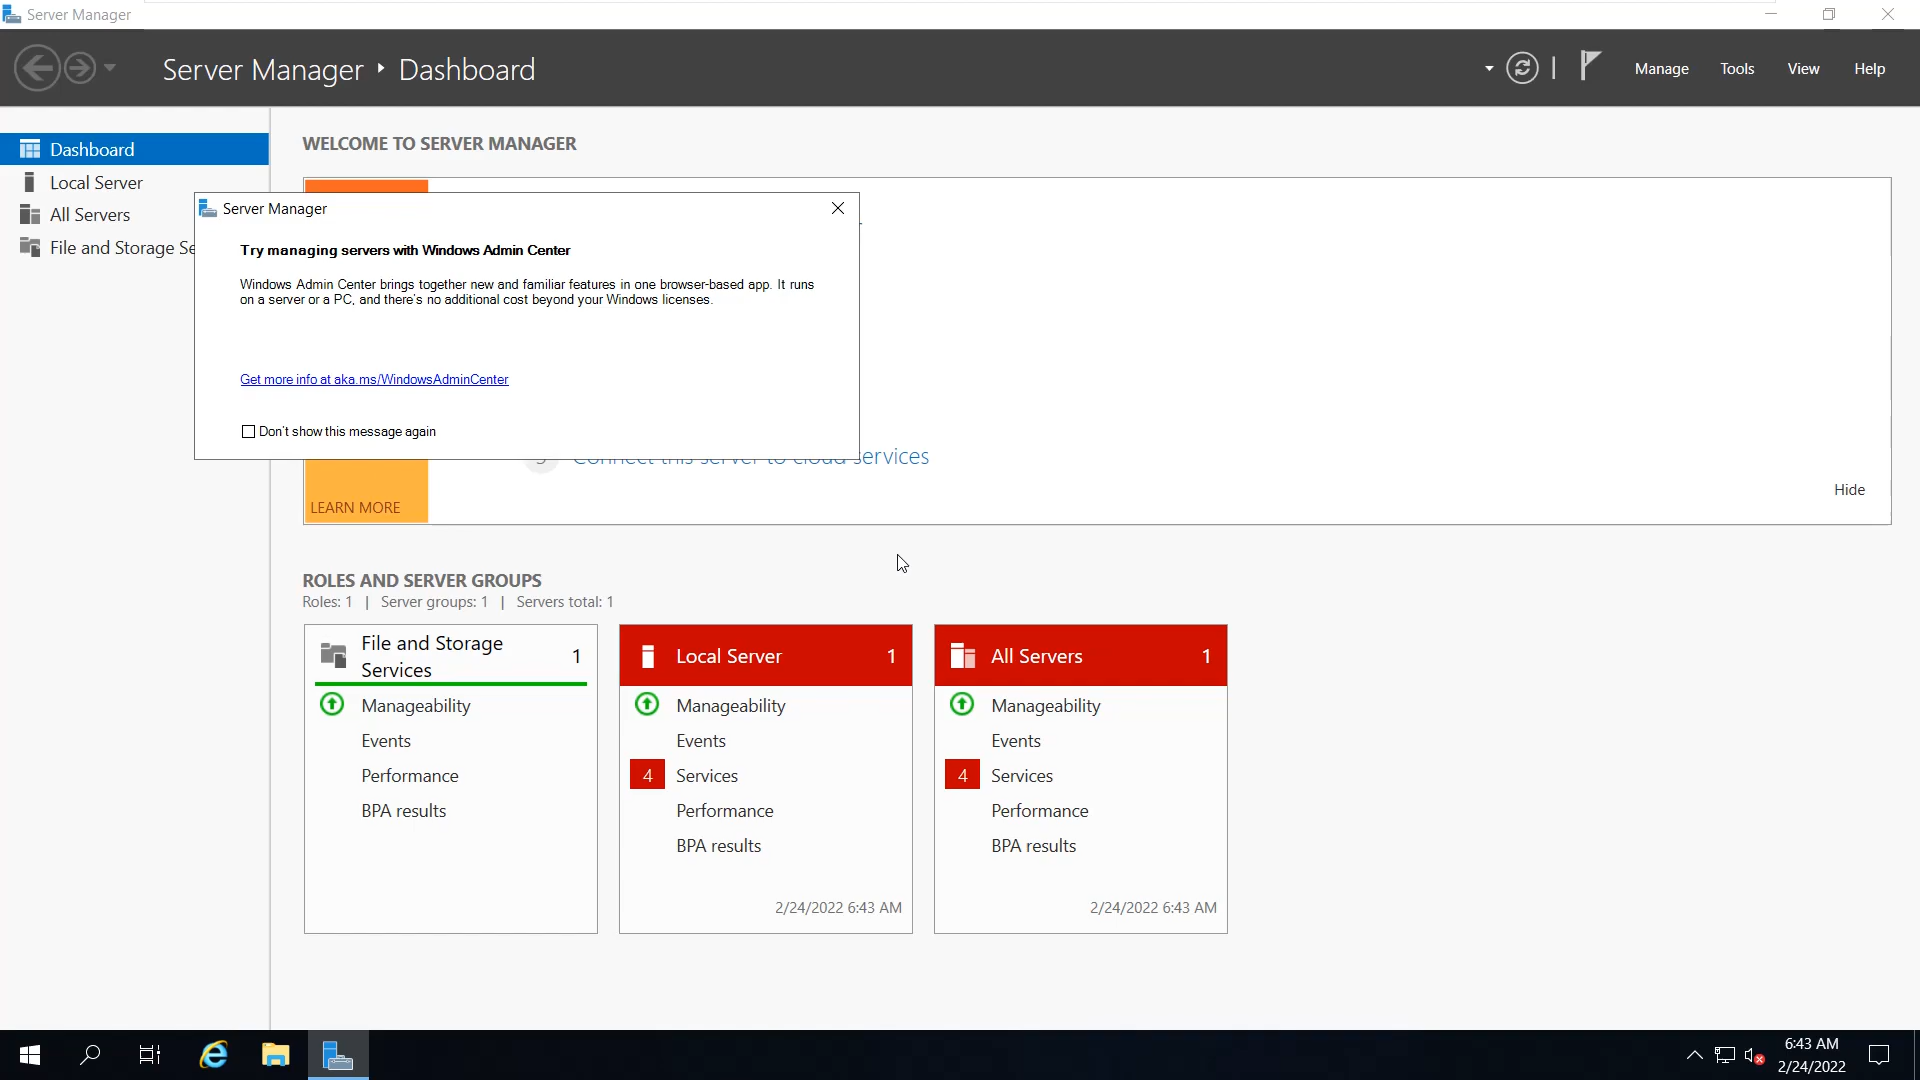 Server Manager
Server Manager ‣ Dashboard
Manage
Tools
View
Help
Dashboard
Local Server
All Servers
File and Storage Se
WELCOME TO SERVER MANAGER
Server Manager
Try managing servers with Windows Admin Center
Windows Admin Center brings together new and familiar features in one browser-based app. It runs
on a server or a PC, and there's no additional cost beyond your Windows licenses.
Get more info at aka.ms/WindowsAdminCenter
Don't show this message again
Connect this server to cloud services
LEARN MORE
Hide
ROLES AND SERVER GROUPS
Roles: 1 | Server groups: 1 | Servers total: 1
File and Storage
Services
1
Manageability
Events
Performance
BPA results
Local Server 1
Manageability
Events
4 Services
Performance
BPA results
2/24/2022 6:43 AM
All Servers 1
Manageability
Events
4 Services
Performance
BPA results
2/24/2022 6:43 AM
6:43 AM
2/24/2022